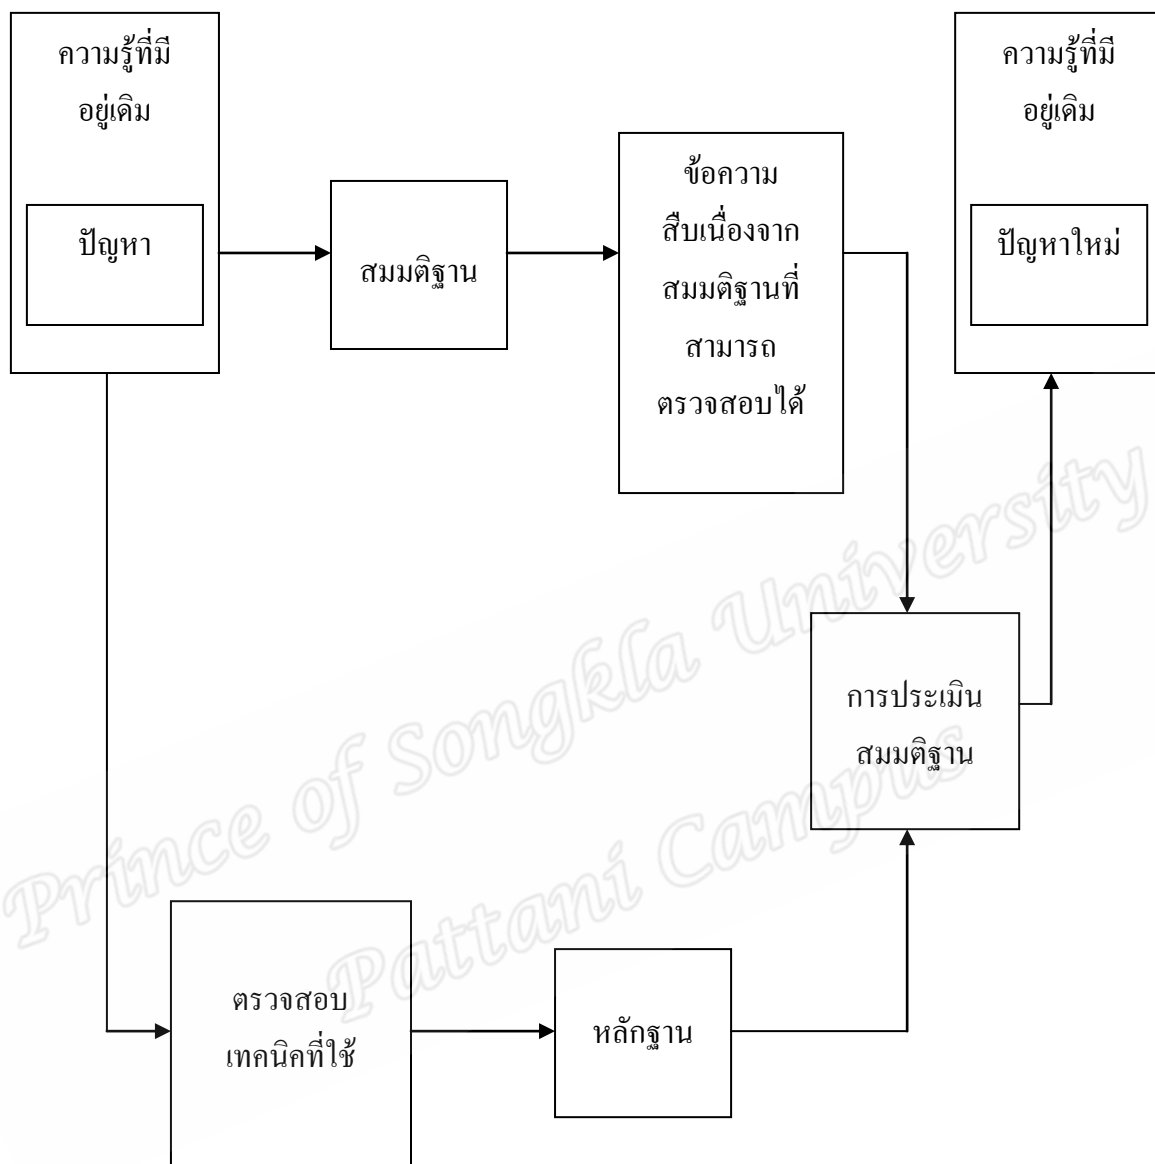 ความรู้ที่มี
อยู่เดิม
ปัญหา
สมมติฐาน
ข้อความ
สืบเนื่องจาก
สมมติฐานที่
สามารถ
ตรวจสอบได้
ความรู้ที่มี
อยู่เดิม
ปัญหาใหม่
การประเมิน
สมมติฐาน
ตรวจสอบ
เทคนิคที่ใช้
หลักฐาน
Prince of Songkla University
Pattani Campus